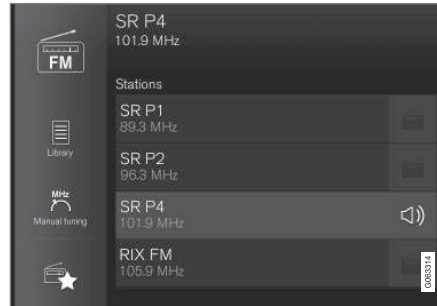 SR P4
101.9 MHz
FM
Stations
SR P1
89.3 MHz
Library
SR P2
96.3 MHz
MHz
Manual tuning
SR P4
101.9 MHz
RIX FM
105.9 MHz
G063314